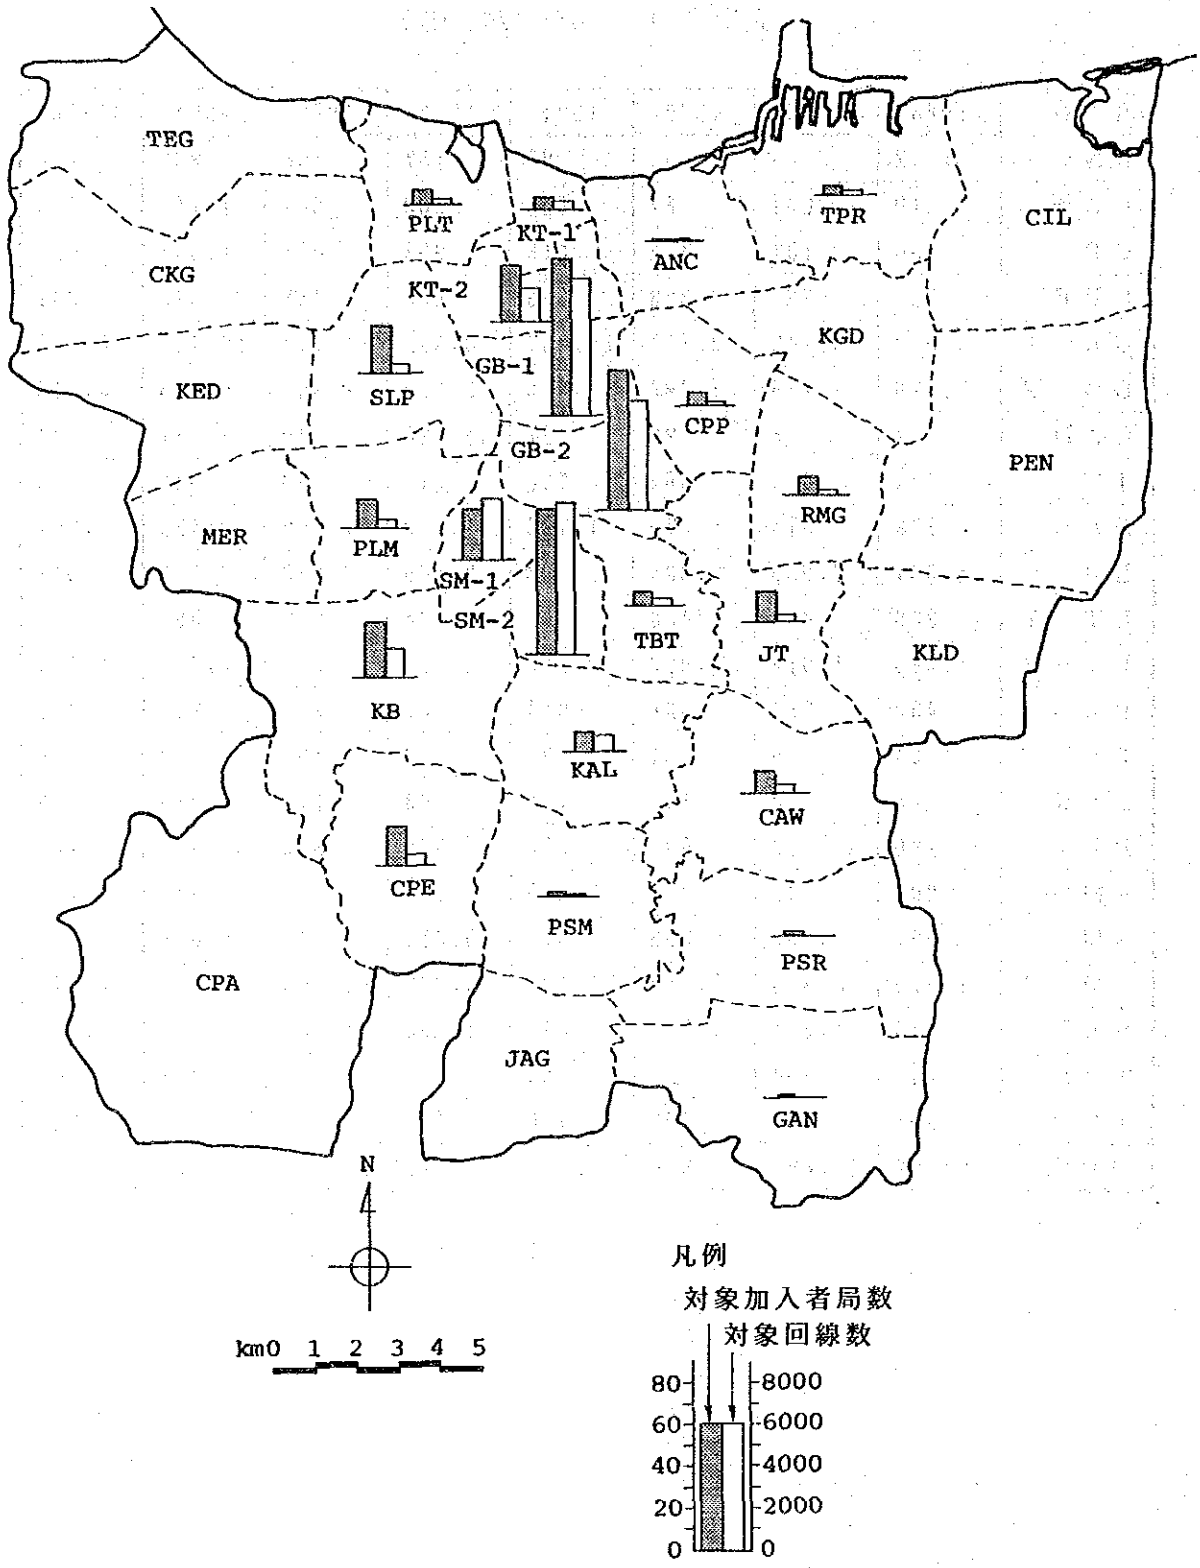 TEG
PLT
KT-1
TPR
CIL
CKG
KT-2
ANC
KGD
KED
SLP
GB-1
CPP
GB-2
PEN
MER
PLM
RMG
SM-1
SM-2
TBT
JT
KLD
KB
KAL
CAW
CPE
PSM
PSR
CPA
JAG
GAN
N
凡例
対象加入者局数
対象回線数
km0 1 2 3 4 5
80 8000
60 6000
40 4000
20 2000
0 0